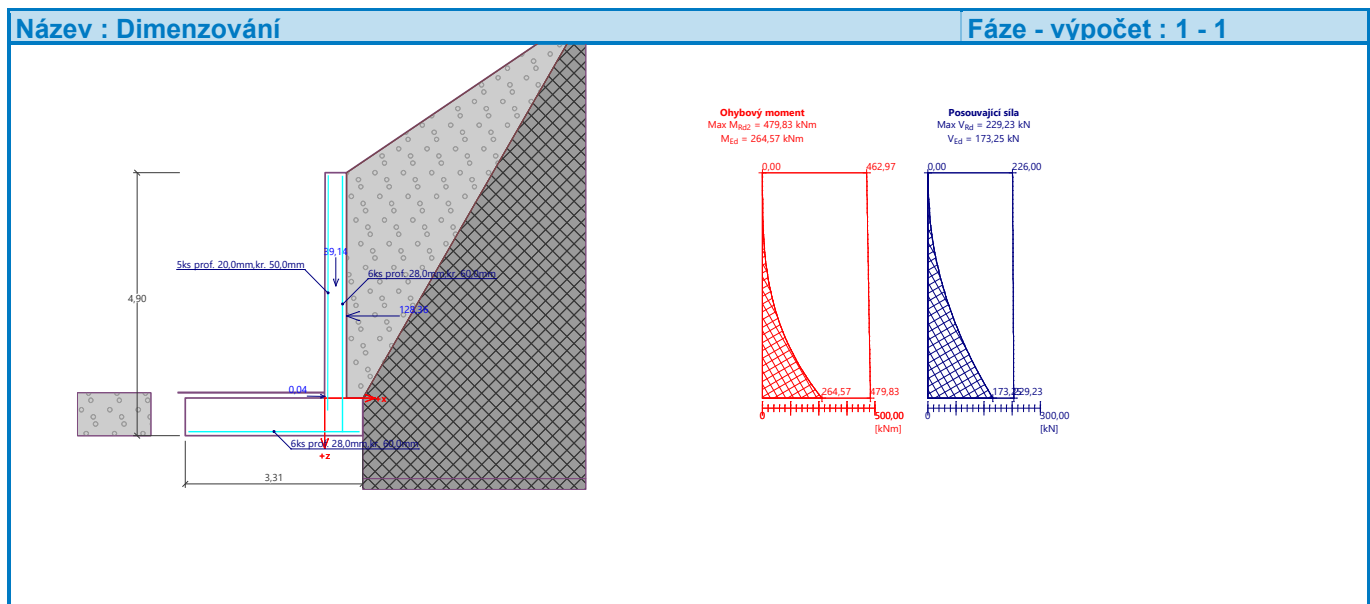 Název : Dimenzování
Fáze - výpočet : 1 - 1
Ohybový moment
Max MRd2 = 479,83 kNm
MEd = 264,57 kNm
Posouvající síla
Max VRd = 229,23 kN
VEd = 173,25 kN
0,00
462,97
0,00
226,00
39,14
5ks prof. 20,0mm,kr. 50,0mm
6ks prof. 28,0mm,kr. 60,0mm
4,90
128,36
0,04
+x
264,57
479,83
173,25
229,23
0
500,00
[kNm]
0
300,00
[kN]
6ks prof. 28,0mm,kr. 60,0mm
+z
3,31